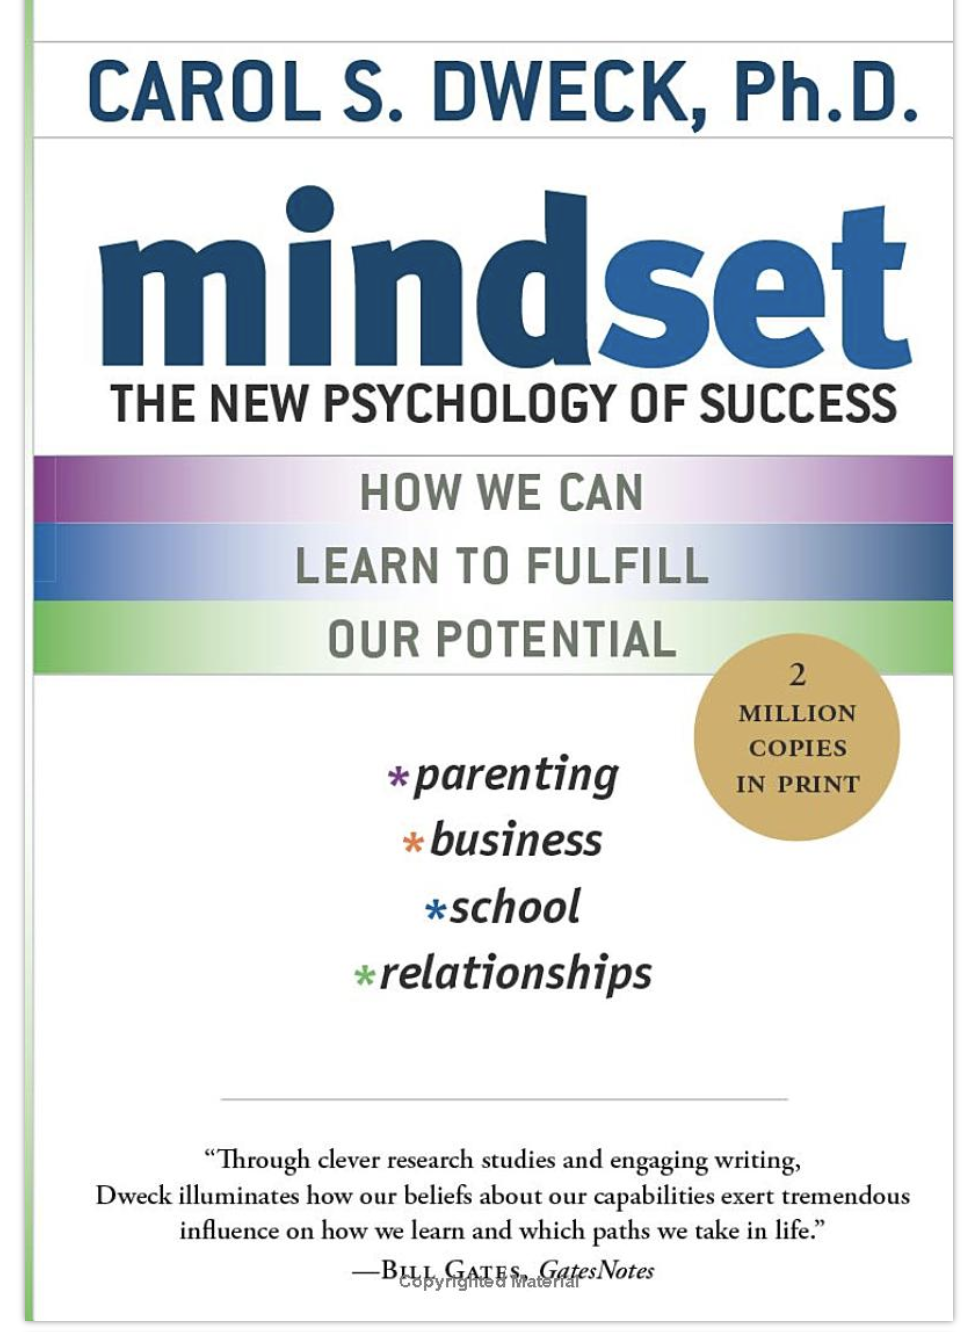 CAROL S. DWECK, Ph.D.
mindset
THE NEW PSYCHOLOGY OF SUCCESS
HOW WE CAN
LEARN TO FULFILL
OUR POTENTIAL
2
MILLION
COPIES
IN PRINT
*parenting
*business
*school
*relationships
“Through clever research studies and engaging writing,
Dweck illuminates how our beliefs about our capabilities exert tremendous
influence on how we learn and which paths we take in life.”
—BILL GATES, GatesNotes
Copyrighted Material